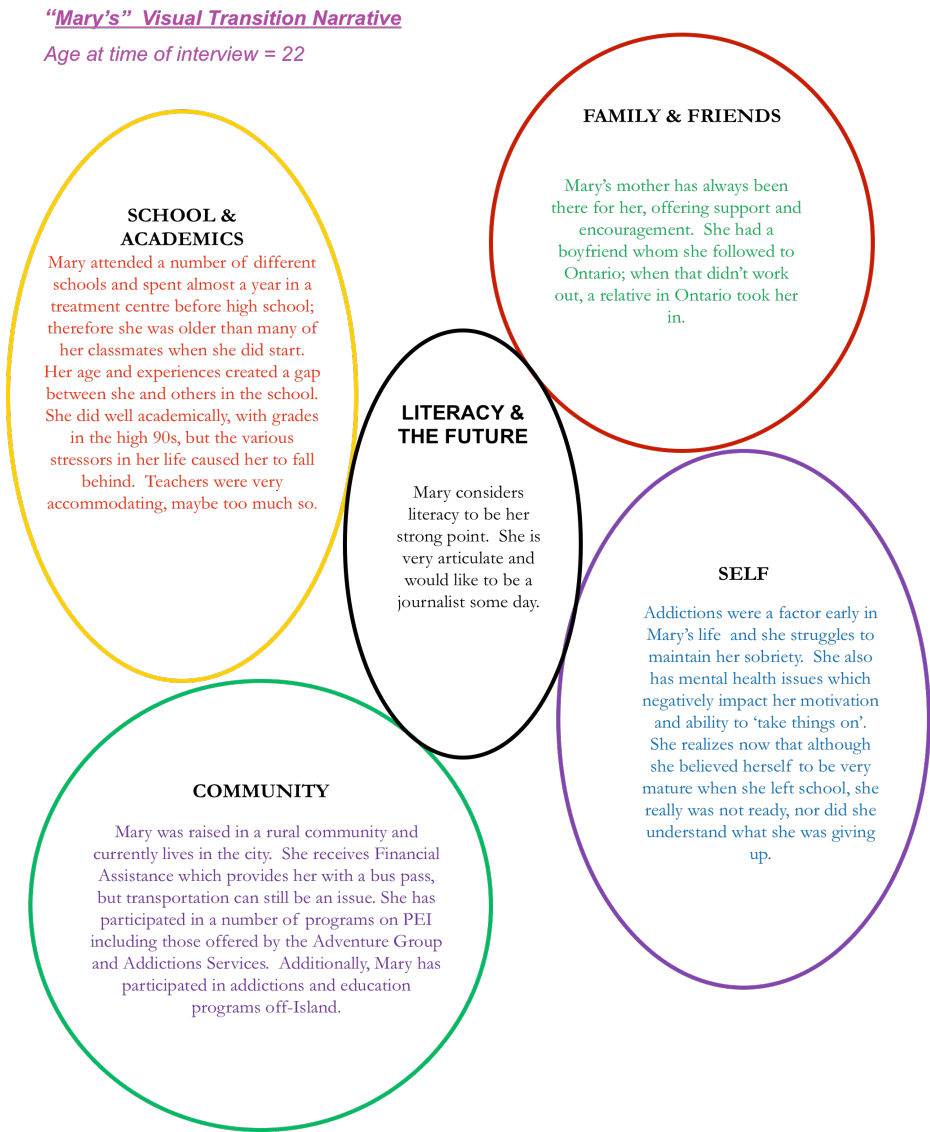 “Mary’s”  Visual Transition Narrative
Age at time of interview = 22
FAMILY & FRIENDS
Mary’s mother has always been
there for her, offering support and
encouragement.  She had a
boyfriend whom she followed to
Ontario; when that didn’t work
out, a relative in Ontario took her
in.
SCHOOL &
ACADEMICS
Mary attended a number of different
schools and spent almost a year in a
treatment centre before high school;
therefore she was older than many of
her classmates when she did start.
Her age and experiences created a gap
between she and others in the school.
She did well academically, with grades
in the high 90s, but the various
stressors in her life caused her to fall
behind.  Teachers were very
accommodating, maybe too much so.
LITERACY &
THE FUTURE
Mary considers
literacy to be her
strong point.  She is
very articulate and
would like to be a
journalist some day.
SELF
Addictions were a factor early in
Mary’s life  and she struggles to
maintain her sobriety.  She also
has mental health issues which
negatively impact her motivation
and ability to ‘take things on’.
She realizes now that although
she believed herself to be very
mature when she left school, she
really was not ready, nor did she
understand what she was giving
up.
COMMUNITY
Mary was raised in a rural community and
currently lives in the city.  She receives Financial
Assistance which provides her with a bus pass,
but transportation can still be an issue. She has
participated in a number of programs on PEI
including those offered by the Adventure Group
and Addictions Services.  Additionally, Mary has
participated in addictions and education
programs off-Island.